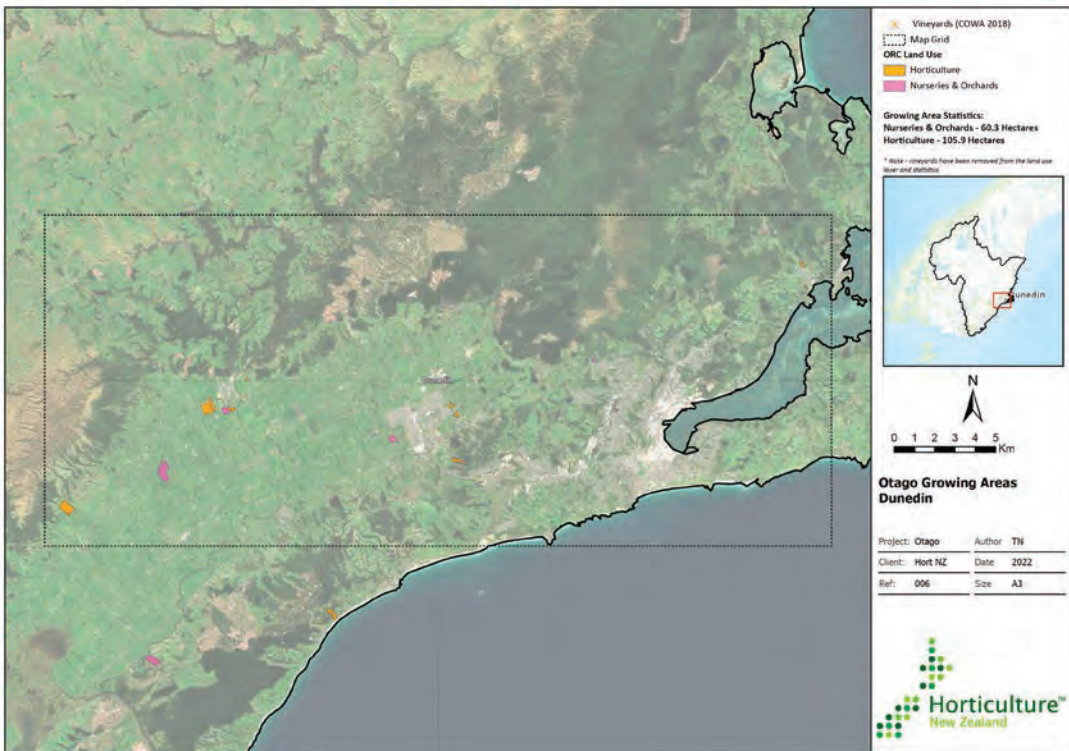 Vineyards (COWA 2018)
Map Grid
ORC Land Use
Horticulture
Nurseries & Orchards
Growing Area Statistics:
Nurseries & Orchards - 60.3 Hectares
Horticulture - 105.9 Hectares
* Note - vineyards have been removed from the land use
layer and statistics
Dunedin
Dunedin
N
0 1 2 3 4 5
Km
Otago Growing Areas
Dunedin
Project: Otago Author TN
Client: Hort NZ Date 2022
Ref: 006 Size A3
Horticulture™
New Zealand